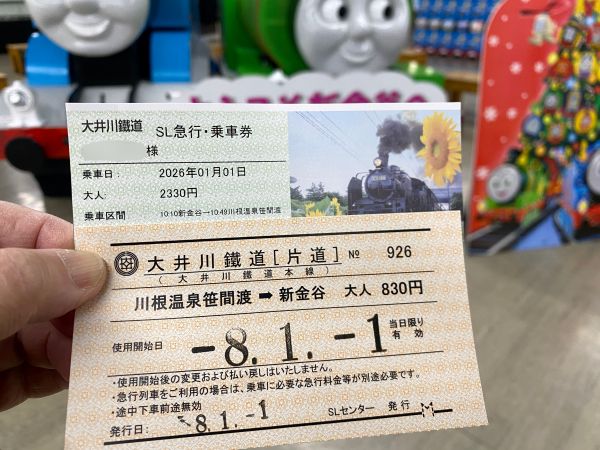 大井川鐵道 SL急行・乗車券
様
乗車日： 2026年01月01日
大人： 2330円
乗車区間 10:10新金谷→10:49川根温泉笹間渡
大井川鐵道[片道] № 926
(大井川鐵道本線)
川根温泉笹間渡 ➡ 新金谷 大人 830円
使用開始日 -8.1.-1 当日限り有効
・使用開始後の変更および払い戻しはいたしません。
・急行列車をご利用の場合は、乗車に必要な急行料金等が別途必要です。
・途中下車前途無効
発行日： -8.1.-1 SLセンター 発行